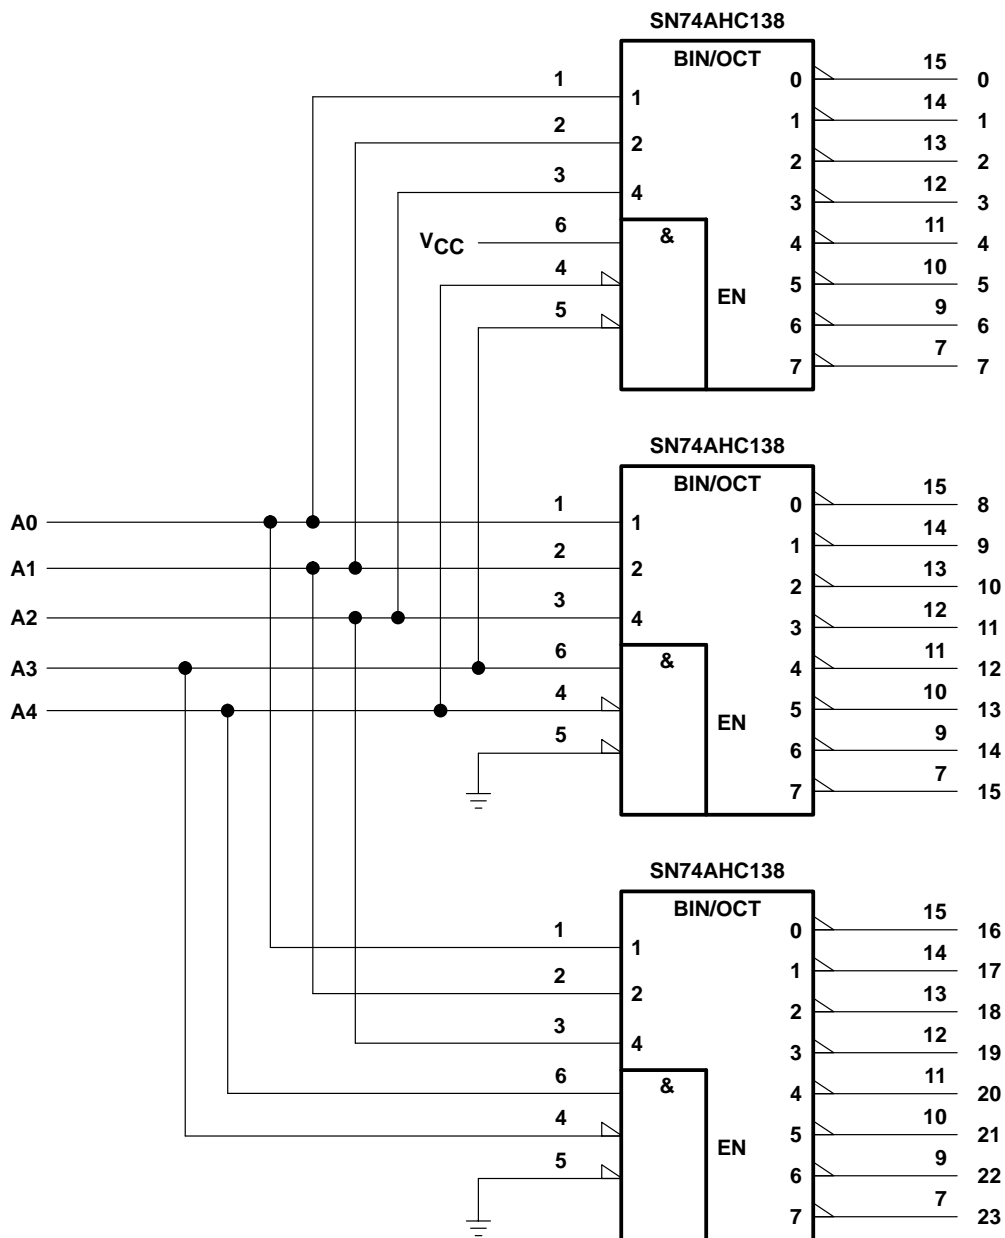 SN74AHC138
BIN/OCT
1 1 0 15 0
2 2 1 14 1
3 4 2 13 2
VCC 6 & 3 12 3
4 4 11 4
5 EN 5 10 5
6 9 6
7 7 7
SN74AHC138
BIN/OCT
A0 1 1 0 15 8
A1 2 2 1 14 9
A2 3 4 2 13 10
A3 6 & 3 12 11
A4 4 4 11 12
5 EN 5 10 13
6 9 14
7 7 15
SN74AHC138
BIN/OCT
1 1 0 15 16
2 2 1 14 17
3 4 2 13 18
6 & 3 12 19
4 4 11 20
5 EN 5 10 21
6 9 22
7 7 23